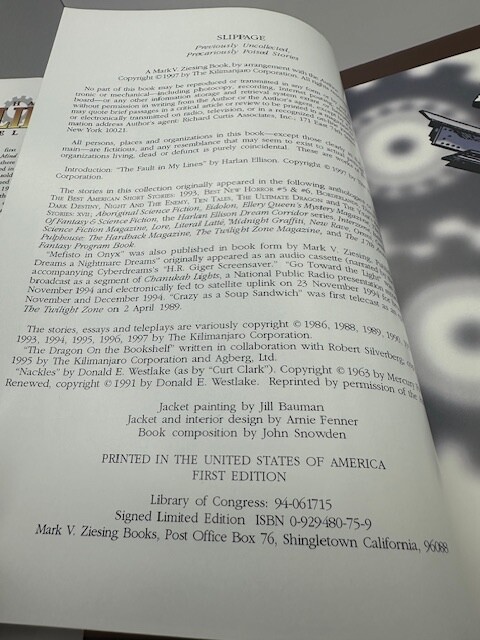 SLIPPAGE
Previously Uncollected,
Precariously Poised Stories
A Mark V. Ziesing Book, by arrangement with the
Copyright © 1997 by The Kilimanjaro Corporation. All rights
No part of this book may be reproduced or transmitted in any form
tronic or mechanical—including photocopy, recording, Internet
board—or any other information storage and retrieval system
without permission in writing from the Author or the Author's agent,
may quote brief passages in a critical article or review to be printed
or electronically transmitted on radio, television, or in a recognized
mation address Author's agent: Richard Curtis Associates, Inc., 171 East
New York 10021.
All persons, places and organizations in this book—except those clearly
main—are fictitious, and any resemblance that may seem to exist to
organizations living, dead or defunct is purely coincidental. These are
Introduction: "The Fault in My Lines" by Harlan Ellison. Copyright © 1997
Corporation.
The stories in this collection originally appeared in the following
THE BEST AMERICAN SHORT STORIES: 1993, BEST NEW HORROR #5 & #6,
DARK DESTINY, NIGHT AND THE ENEMY, TEN TALES, THE ULTIMATE DRAGON
STORIES: XVII; Aboriginal Science Fiction, Eidolon, Ellery Queen's Mystery Magazine,
Of Fantasy & Science Fiction, the Harlan Ellison Dream Corridor series,
Science Fiction Magazine, Lore, Literal Latté, Midnight Graffiti, New Rave,
Pulphouse: The Hardback Magazine, The Twilight Zone Magazine, and The 17th
Fantasy Program Book.
"Mefisto in Onyx" was also published in book form by Mark V. Ziesing,
Dreams a Nightmare Dreams" originally appeared as an audio cassette (narrated
accompanying Cyberdreams's "H.R. Giger Screensaver." "Go Toward the Light"
broadcast as a segment of Chanukah Lights, a National Public Radio presentation
November 1994 and electronically fed to satellite uplink on 23 November 1994 for
November and December 1994. "Crazy as a Soup Sandwich" was first telecast as
The Twilight Zone on 2 April 1989.
The stories, essays and teleplays are variously copyright © 1986, 1988, 1989, 1990,
1993, 1994, 1995, 1996, 1997 by The Kilimanjaro Corporation.
"The Dragon On the Bookshelf" written in collaboration with Robert Silverberg,
1995 by The Kilimanjaro Corporation and Agberg, Ltd.
"Nackles" by Donald E. Westlake (as by "Curt Clark"). Copyright © 1963 by Mercury
Renewed, copyright © 1991 by Donald E. Westlake. Reprinted by permission of the
Jacket painting by Jill Bauman
Jacket and interior design by Arnie Fenner
Book composition by John Snowden
PRINTED IN THE UNITED STATES OF AMERICA
FIRST EDITION
Library of Congress: 94-061715
Signed Limited Edition ISBN 0-929480-75-9
Mark V. Ziesing Books, Post Office Box 76, Shingletown California, 96088